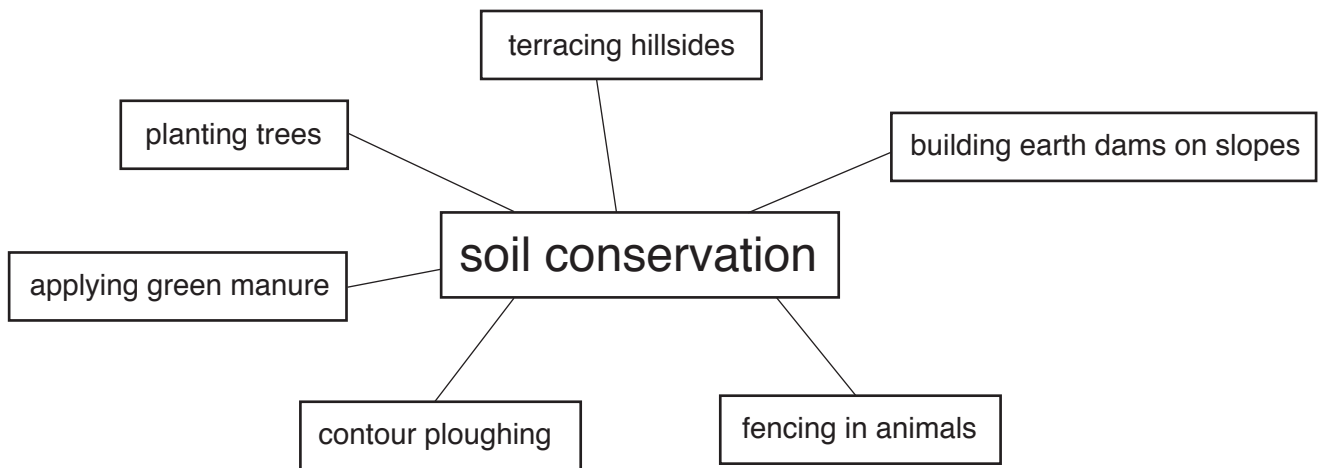 terracing hillsides
planting trees
building earth dams on slopes
soil conservation
applying green manure
contour ploughing
fencing in animals